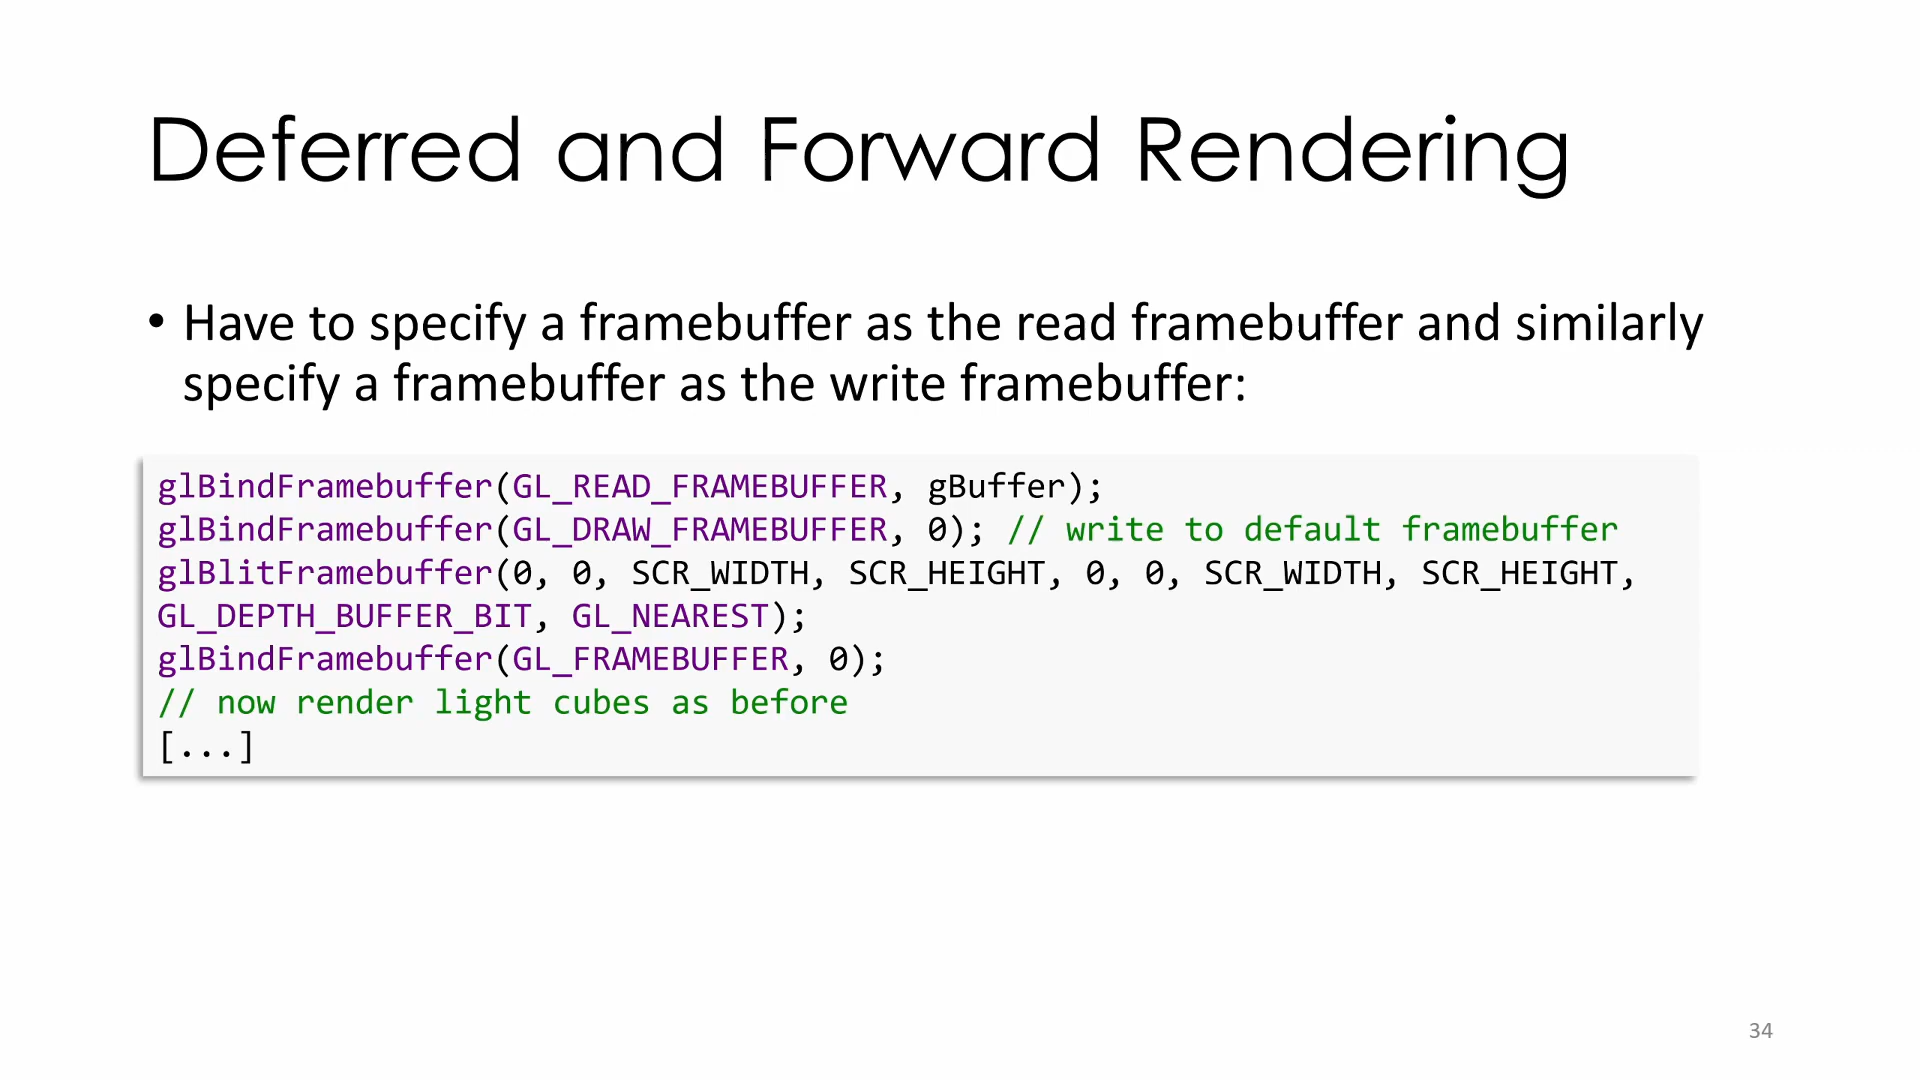 Deferred and Forward Rendering
• Have to specify a framebuffer as the read framebuffer and similarly
specify a framebuffer as the write framebuffer:
glBindFramebuffer(GL_READ_FRAMEBUFFER, gBuffer);
glBindFramebuffer(GL_DRAW_FRAMEBUFFER, 0); // write to default framebuffer
glBlitFramebuffer(0, 0, SCR_WIDTH, SCR_HEIGHT, 0, 0, SCR_WIDTH, SCR_HEIGHT,
GL_DEPTH_BUFFER_BIT, GL_NEAREST);
glBindFramebuffer(GL_FRAMEBUFFER, 0);
// now render light cubes as before
[...]
34